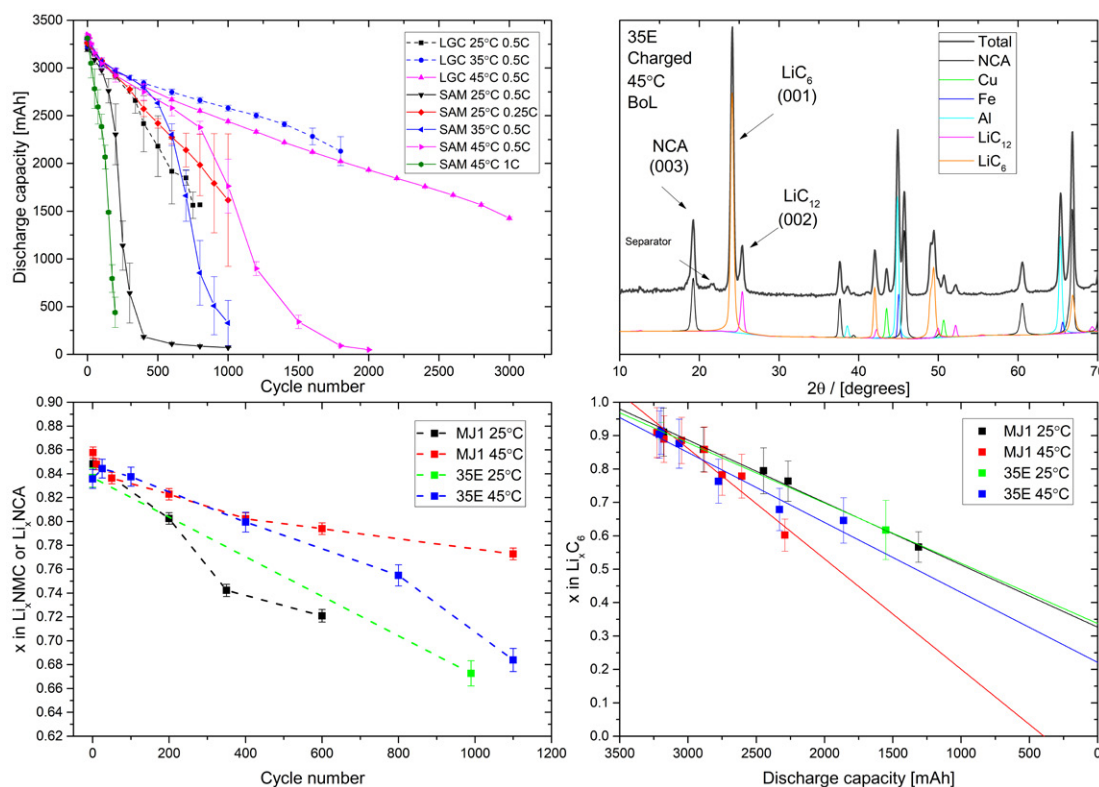 3500
3000
2500
2000
1500
1000
500
0
Discharge capacity [mAh]
0 500 1000 1500 2000 2500 3000
Cycle number
LGC 25°C 0.5C
LGC 35°C 0.5C
LGC 45°C 0.5C
SAM 25°C 0.5C
SAM 25°C 0.25C
SAM 35°C 0.5C
SAM 45°C 0.5C
SAM 45°C 1C
35E
Charged
45°C
BoL
NCA
(003)
Separator
LiC6
(001)
LiC12
(002)
Total
NCA
Cu
Fe
Al
LiC12
LiC6
10 20 30 40 50 60 70
2θ / [degrees]
0.90
0.88
0.86
0.84
0.82
0.80
0.78
0.76
0.74
0.72
0.70
0.68
0.66
0.64
0.62
x in LixNMC or LixNCA
0 200 400 600 800 1000 1200
Cycle number
MJ1 25°C
MJ1 45°C
35E 25°C
35E 45°C
1.0
0.9
0.8
0.7
0.6
0.5
0.4
0.3
0.2
0.1
0.0
x in LixC6
3500 3000 2500 2000 1500 1000 500 0
Discharge capacity [mAh]
MJ1 25°C
MJ1 45°C
35E 25°C
35E 45°C